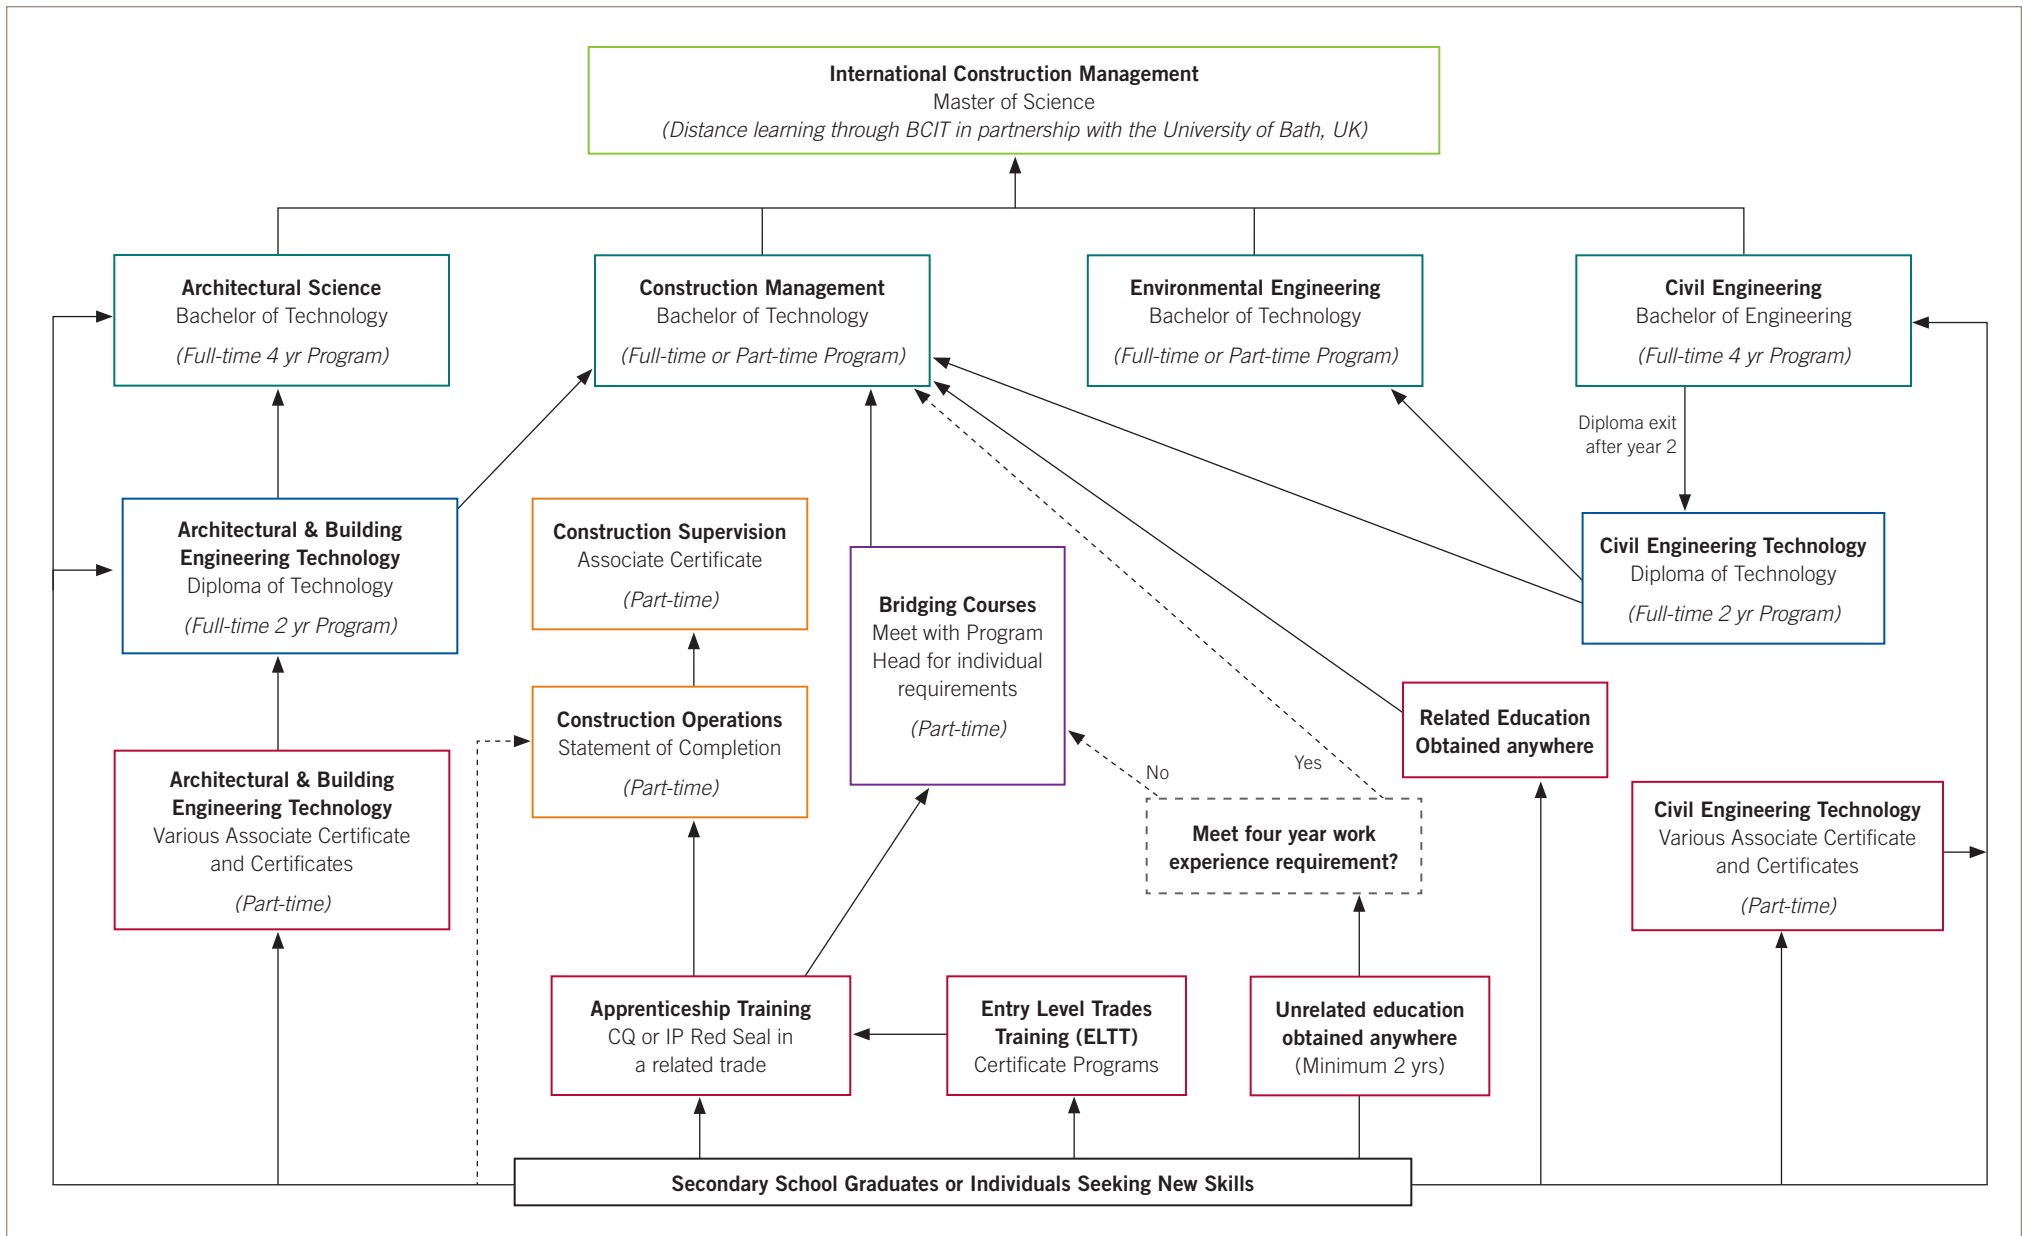 International Construction Management
Master of Science
(Distance learning through BCIT in partnership with the University of Bath, UK)
Architectural Science
Bachelor of Technology
(Full-time 4 yr Program)
Construction Management
Bachelor of Technology
(Full-time or Part-time Program)
Environmental Engineering
Bachelor of Technology
(Full-time or Part-time Program)
Civil Engineering
Bachelor of Engineering
(Full-time 4 yr Program)
Diploma exit
after year 2
Architectural & Building
Engineering Technology
Diploma of Technology
(Full-time 2 yr Program)
Construction Supervision
Associate Certificate
(Part-time)
Bridging Courses
Meet with Program
Head for individual
requirements
(Part-time)
Civil Engineering Technology
Diploma of Technology
(Full-time 2 yr Program)
Construction Operations
Statement of Completion
(Part-time)
Related Education
Obtained anywhere
No
Yes
Architectural & Building
Engineering Technology
Various Associate Certificate
and Certificates
(Part-time)
Meet four year work
experience requirement?
Civil Engineering Technology
Various Associate Certificate
and Certificates
(Part-time)
Apprenticeship Training
CQ or IP Red Seal in
a related trade
Entry Level Trades
Training (ELTT)
Certificate Programs
Unrelated education
obtained anywhere
(Minimum 2 yrs)
Secondary School Graduates or Individuals Seeking New Skills